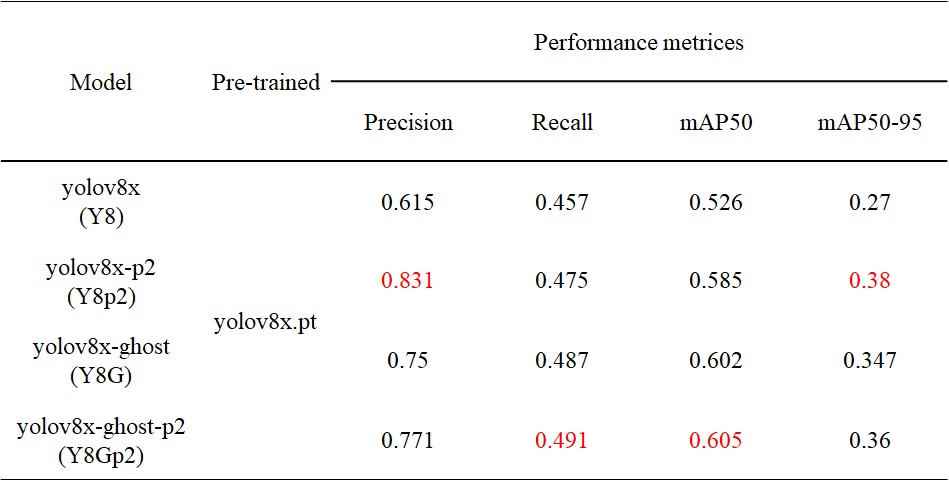 Performance metrices
Model Pre-trained
Precision Recall mAP50 mAP50-95
yolov8x
(Y8)
0.615 0.457 0.526 0.27
yolov8x-p2
(Y8p2)
0.831 0.475 0.585 0.38
yolov8x.pt
yolov8x-ghost
(Y8G)
0.75 0.487 0.602 0.347
yolov8x-ghost-p2
(Y8Gp2)
0.771 0.491 0.605 0.36